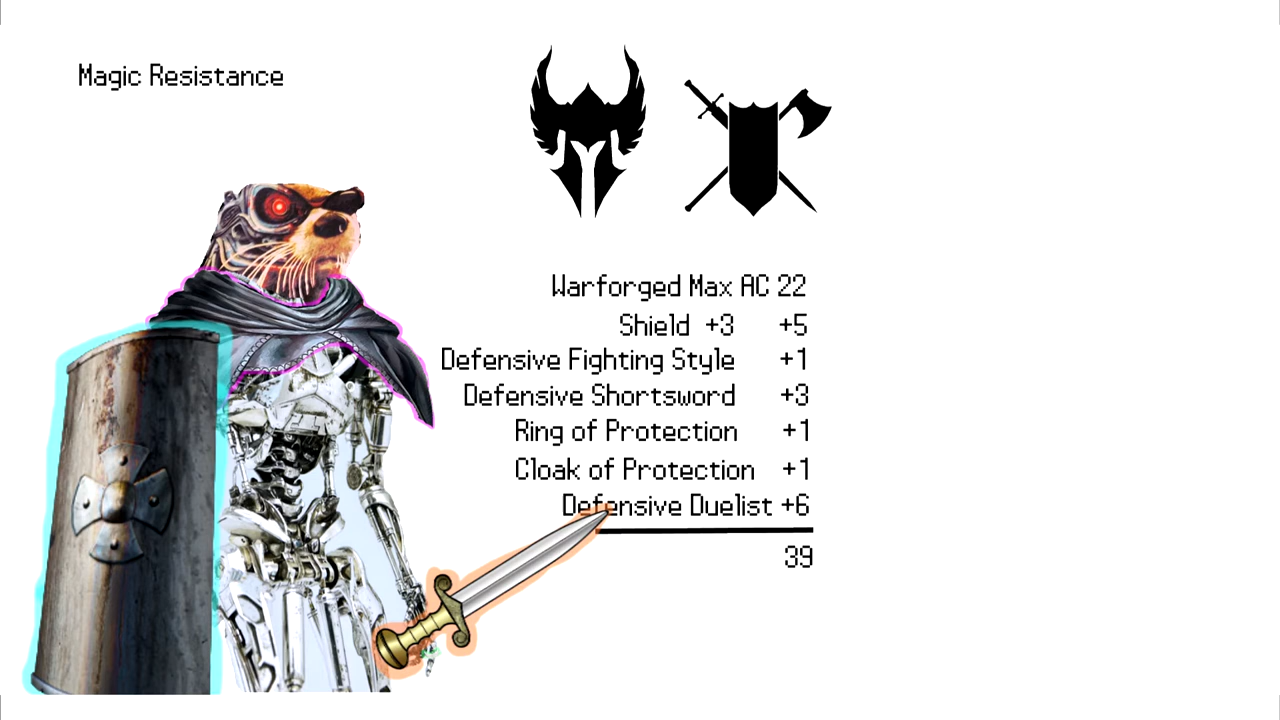 Magic Resistance
Warforged Max AC 22
Shield +3 +5
Defensive Fighting Style +1
Defensive Shortsword +3
Ring of Protection +1
Cloak of Protection +1
Defensive Duelist +6
39